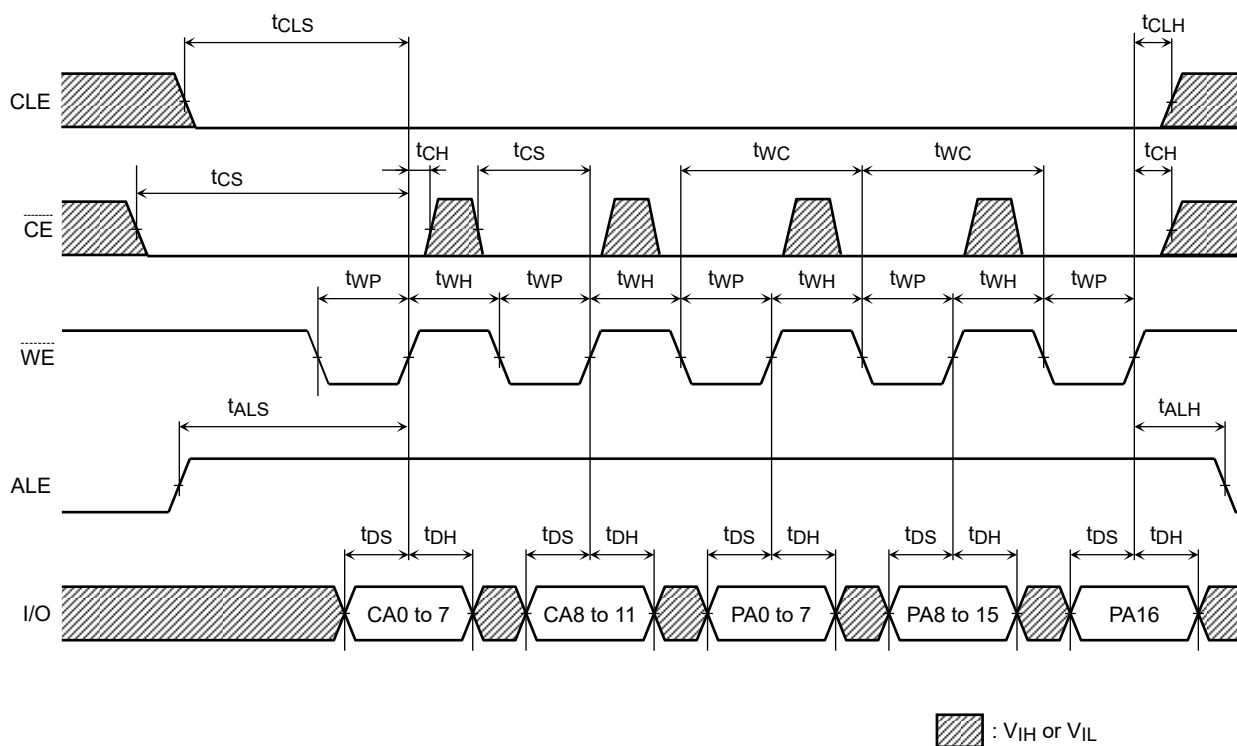 tCLS tCLH
CLE
tCH tCS tWC tWC tCH
tCS
CE
tWP tWH tWP tWH tWP tWH tWP tWH tWP
WE
tALS tALH
ALE
tDS tDH tDS tDH tDS tDH tDS tDH tDS tDH
I/O CA0 to 7 CA8 to 11 PA0 to 7 PA8 to 15 PA16
: VIH or VIL